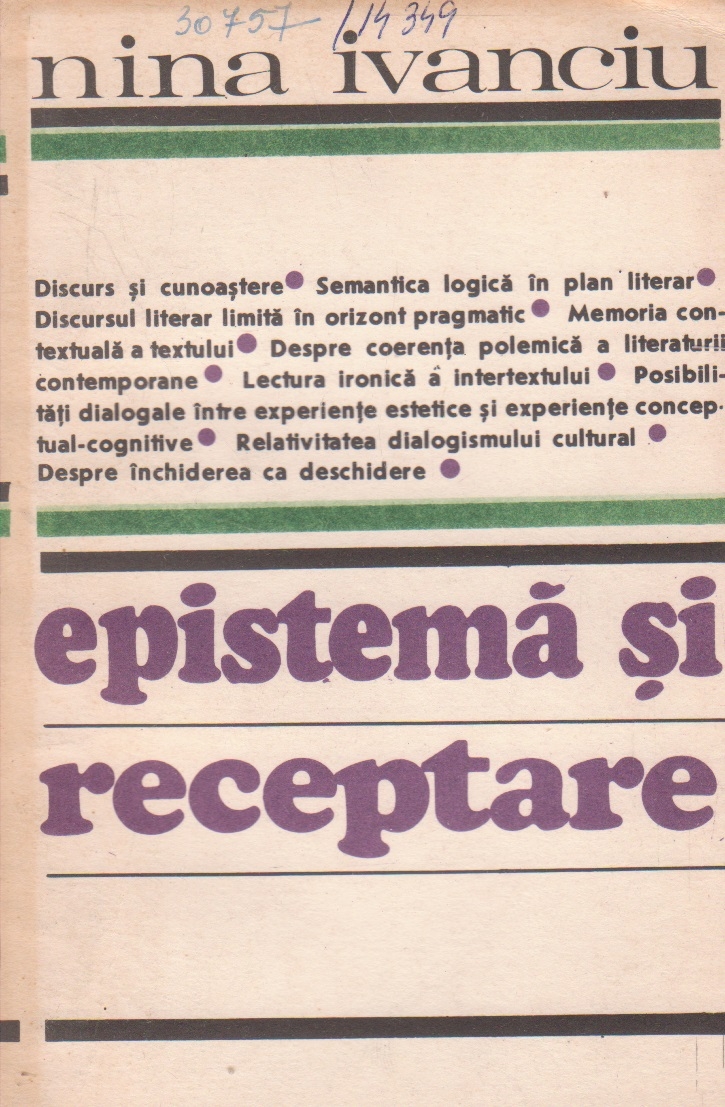 30757 / 14 349
nina ivanciu
Discurs și cunoaștere ● Semantica logică în plan literar ●
Discursul literar limită în orizont pragmatic ● Memoria con-
textuală a textului ● Despre coerența polemică a literaturii
contemporane ● Lectura ironică a intertextului ● Posibili-
tăți dialogale între experiențe estetice și experiențe concep-
tual-cognitive ● Relativitatea dialogismului cultural ●
Despre închiderea ca deschidere ●
epistemă și
receptare